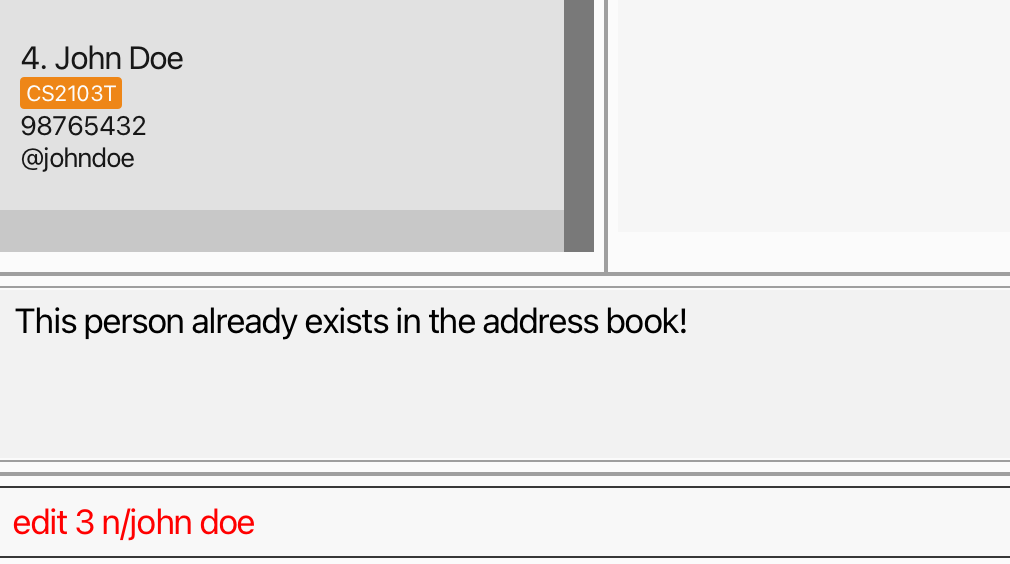 4. John Doe
CS2103T
98765432
@johndoe
This person already exists in the address book!
edit 3 n/john doe